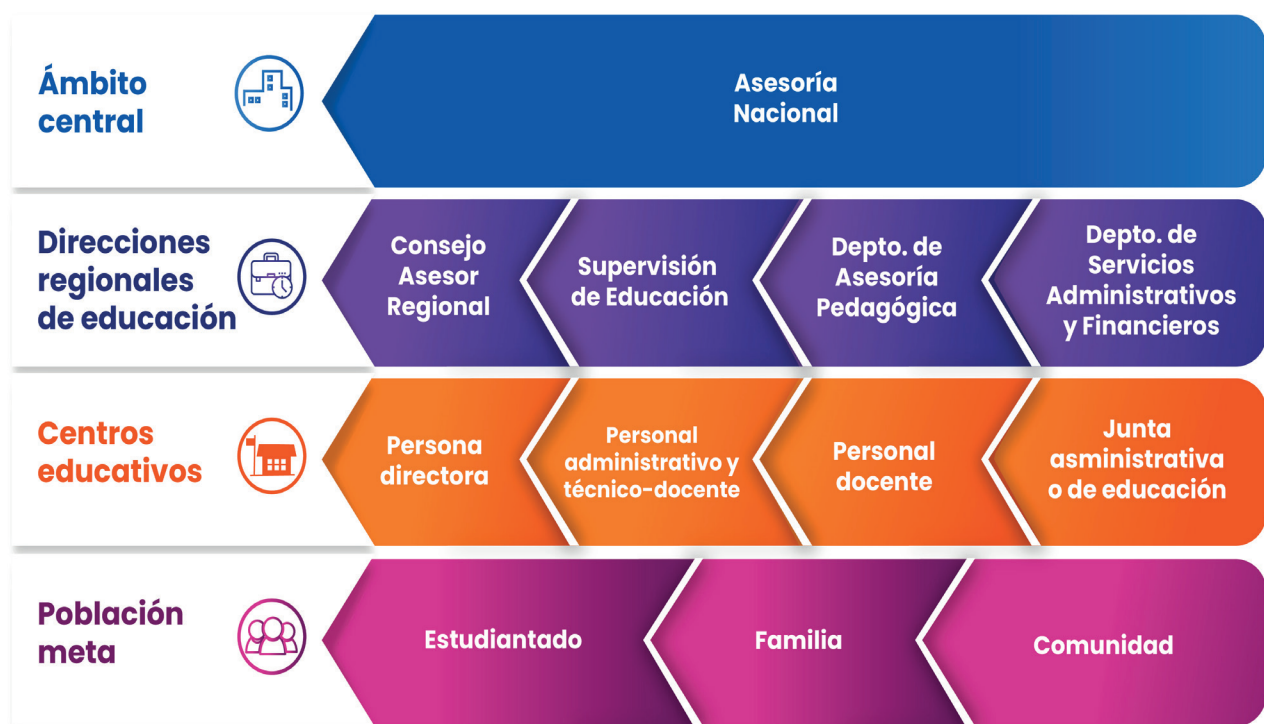 Ámbito
central
Asesoría
Nacional
Direcciones
regionales
de educación
Consejo
Asesor
Regional
Supervisión
de Educación
Depto. de
Asesoría
Pedagógica
Depto. de
Servicios
Administrativos
y Financieros
Centros
educativos
Persona
directora
Personal
administrativo y
técnico-docente
Personal
docente
Junta
asministrativa
o de educación
Población
meta
Estudiantado
Familia
Comunidad